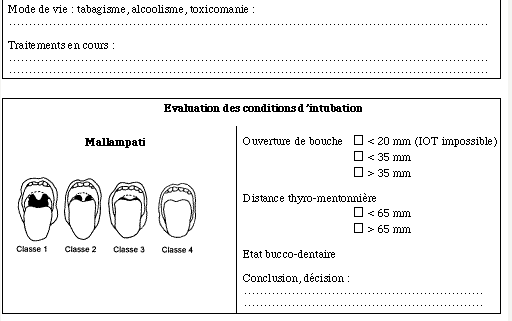 Mode de vie : tabagisme, alcoolisme, toxicomanie :
Traitements en cours :
Evaluation des conditions d'intubation
Mallampati
Classe 1 Classe 2 Classe 3 Classe 4
Ouverture de bouche □ < 20 mm (IOT impossible)
□ < 35 mm
□ > 35 mm
Distance thyro-mentonnière
□ < 65 mm
□ > 65 mm
Etat bucco-dentaire
Conclusion, décision :